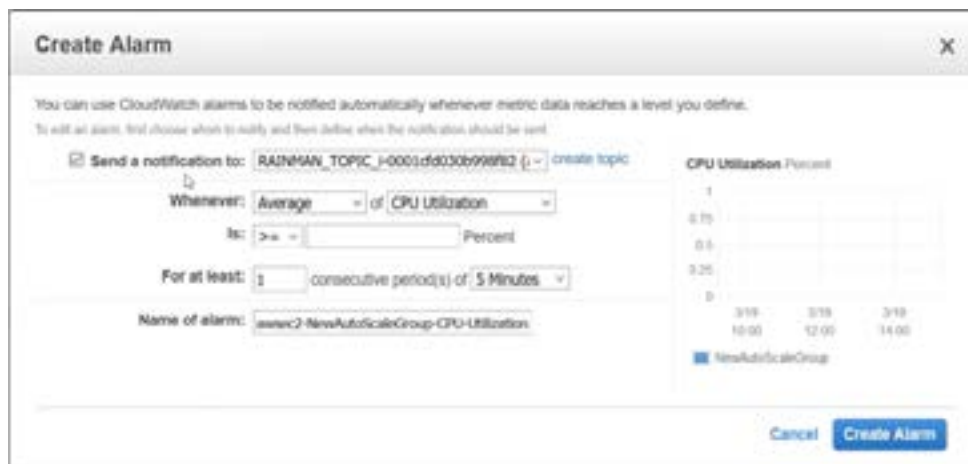 Create Alarm
You can use CloudWatch alarms to be notified automatically whenever metric data reaches a level you define.
To edit an alarm, first choose whom to notify and then define when the notification should be sent.
Send a notification to: RAINMAN_TOPIC_i-0001cfd030b998f82 ( create topic
Whenever: Average of CPU Utilization
Is: >= Percent
For at least: 1 consecutive period(s) of 5 Minutes
Name of alarm: awsec2-NewAutoScaleGroup-CPU-Utilization
CPU Utilization Percent
1
0.75
0.5
0.25
0
3/19 3/19 3/19
10:00 12:00 14:00
NewAutoScaleGroup
Cancel Create Alarm